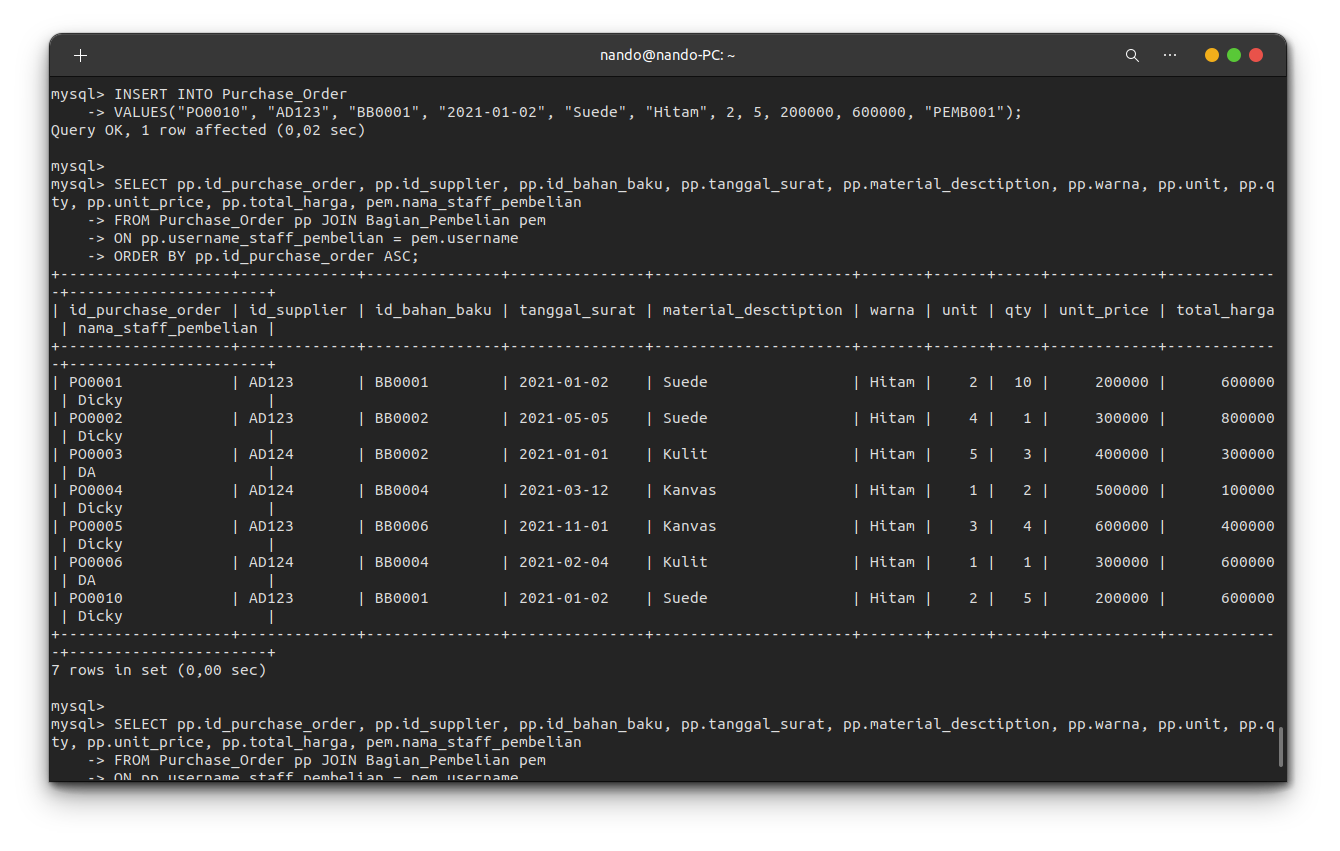 nando@nando-PC: ~
mysql> INSERT INTO Purchase_Order
    -> VALUES("PO0010", "AD123", "BB0001", "2021-01-02", "Suede", "Hitam", 2, 5, 200000, 600000, "PEMB001");
Query OK, 1 row affected (0,02 sec)
mysql>
mysql> SELECT pp.id_purchase_order, pp.id_supplier, pp.id_bahan_baku, pp.tanggal_surat, pp.material_desctiption, pp.warna, pp.unit, pp.q
ty, pp.unit_price, pp.total_harga, pem.nama_staff_pembelian
    -> FROM Purchase_Order pp JOIN Bagian_Pembelian pem
    -> ON pp.username_staff_pembelian = pem.username
    -> ORDER BY pp.id_purchase_order ASC;
+-------------------+-------------+---------------+---------------+----------------------+-------+------+-----+------------+------------
-+----------------------+
| id_purchase_order | id_supplier | id_bahan_baku | tanggal_surat | material_desctiption | warna | unit | qty | unit_price | total_harga
 | nama_staff_pembelian |
+-------------------+-------------+---------------+---------------+----------------------+-------+------+-----+------------+------------
-+----------------------+
| PO0001            | AD123       | BB0001        | 2021-01-02    | Suede                | Hitam |    2 |  10 |     200000 |      600000
 | Dicky                |
| PO0002            | AD123       | BB0002        | 2021-05-05    | Suede                | Hitam |    4 |   1 |     300000 |      800000
 | Dicky                |
| PO0003            | AD124       | BB0002        | 2021-01-01    | Kulit                | Hitam |    5 |   3 |     400000 |      300000
 | DA                   |
| PO0004            | AD124       | BB0004        | 2021-03-12    | Kanvas               | Hitam |    1 |   2 |     500000 |      100000
 | Dicky                |
| PO0005            | AD123       | BB0006        | 2021-11-01    | Kanvas               | Hitam |    3 |   4 |     600000 |      400000
 | Dicky                |
| PO0006            | AD124       | BB0004        | 2021-02-04    | Kulit                | Hitam |    1 |   1 |     300000 |      600000
 | DA                   |
| PO0010            | AD123       | BB0001        | 2021-01-02    | Suede                | Hitam |    2 |   5 |     200000 |      600000
 | Dicky                |
+-------------------+-------------+---------------+---------------+----------------------+-------+------+-----+------------+------------
-+----------------------+
7 rows in set (0,00 sec)
mysql>
mysql> SELECT pp.id_purchase_order, pp.id_supplier, pp.id_bahan_baku, pp.tanggal_surat, pp.material_desctiption, pp.warna, pp.unit, pp.q
ty, pp.unit_price, pp.total_harga, pem.nama_staff_pembelian
    -> FROM Purchase_Order pp JOIN Bagian_Pembelian pem
    -> ON pp.username_staff_pembelian = pem.username